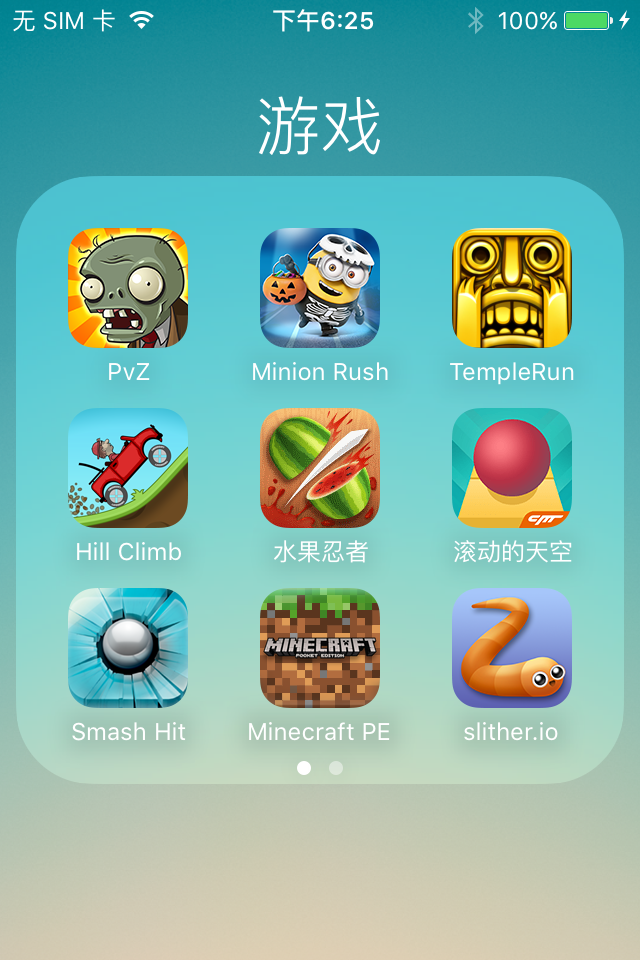 无 SIM 卡 下午6:25 100%
游戏
PvZ Minion Rush TempleRun
Hill Climb 水果忍者 滚动的天空
CMT
MINECRAFT
POCKET EDITION
Smash Hit Minecraft PE slither.io